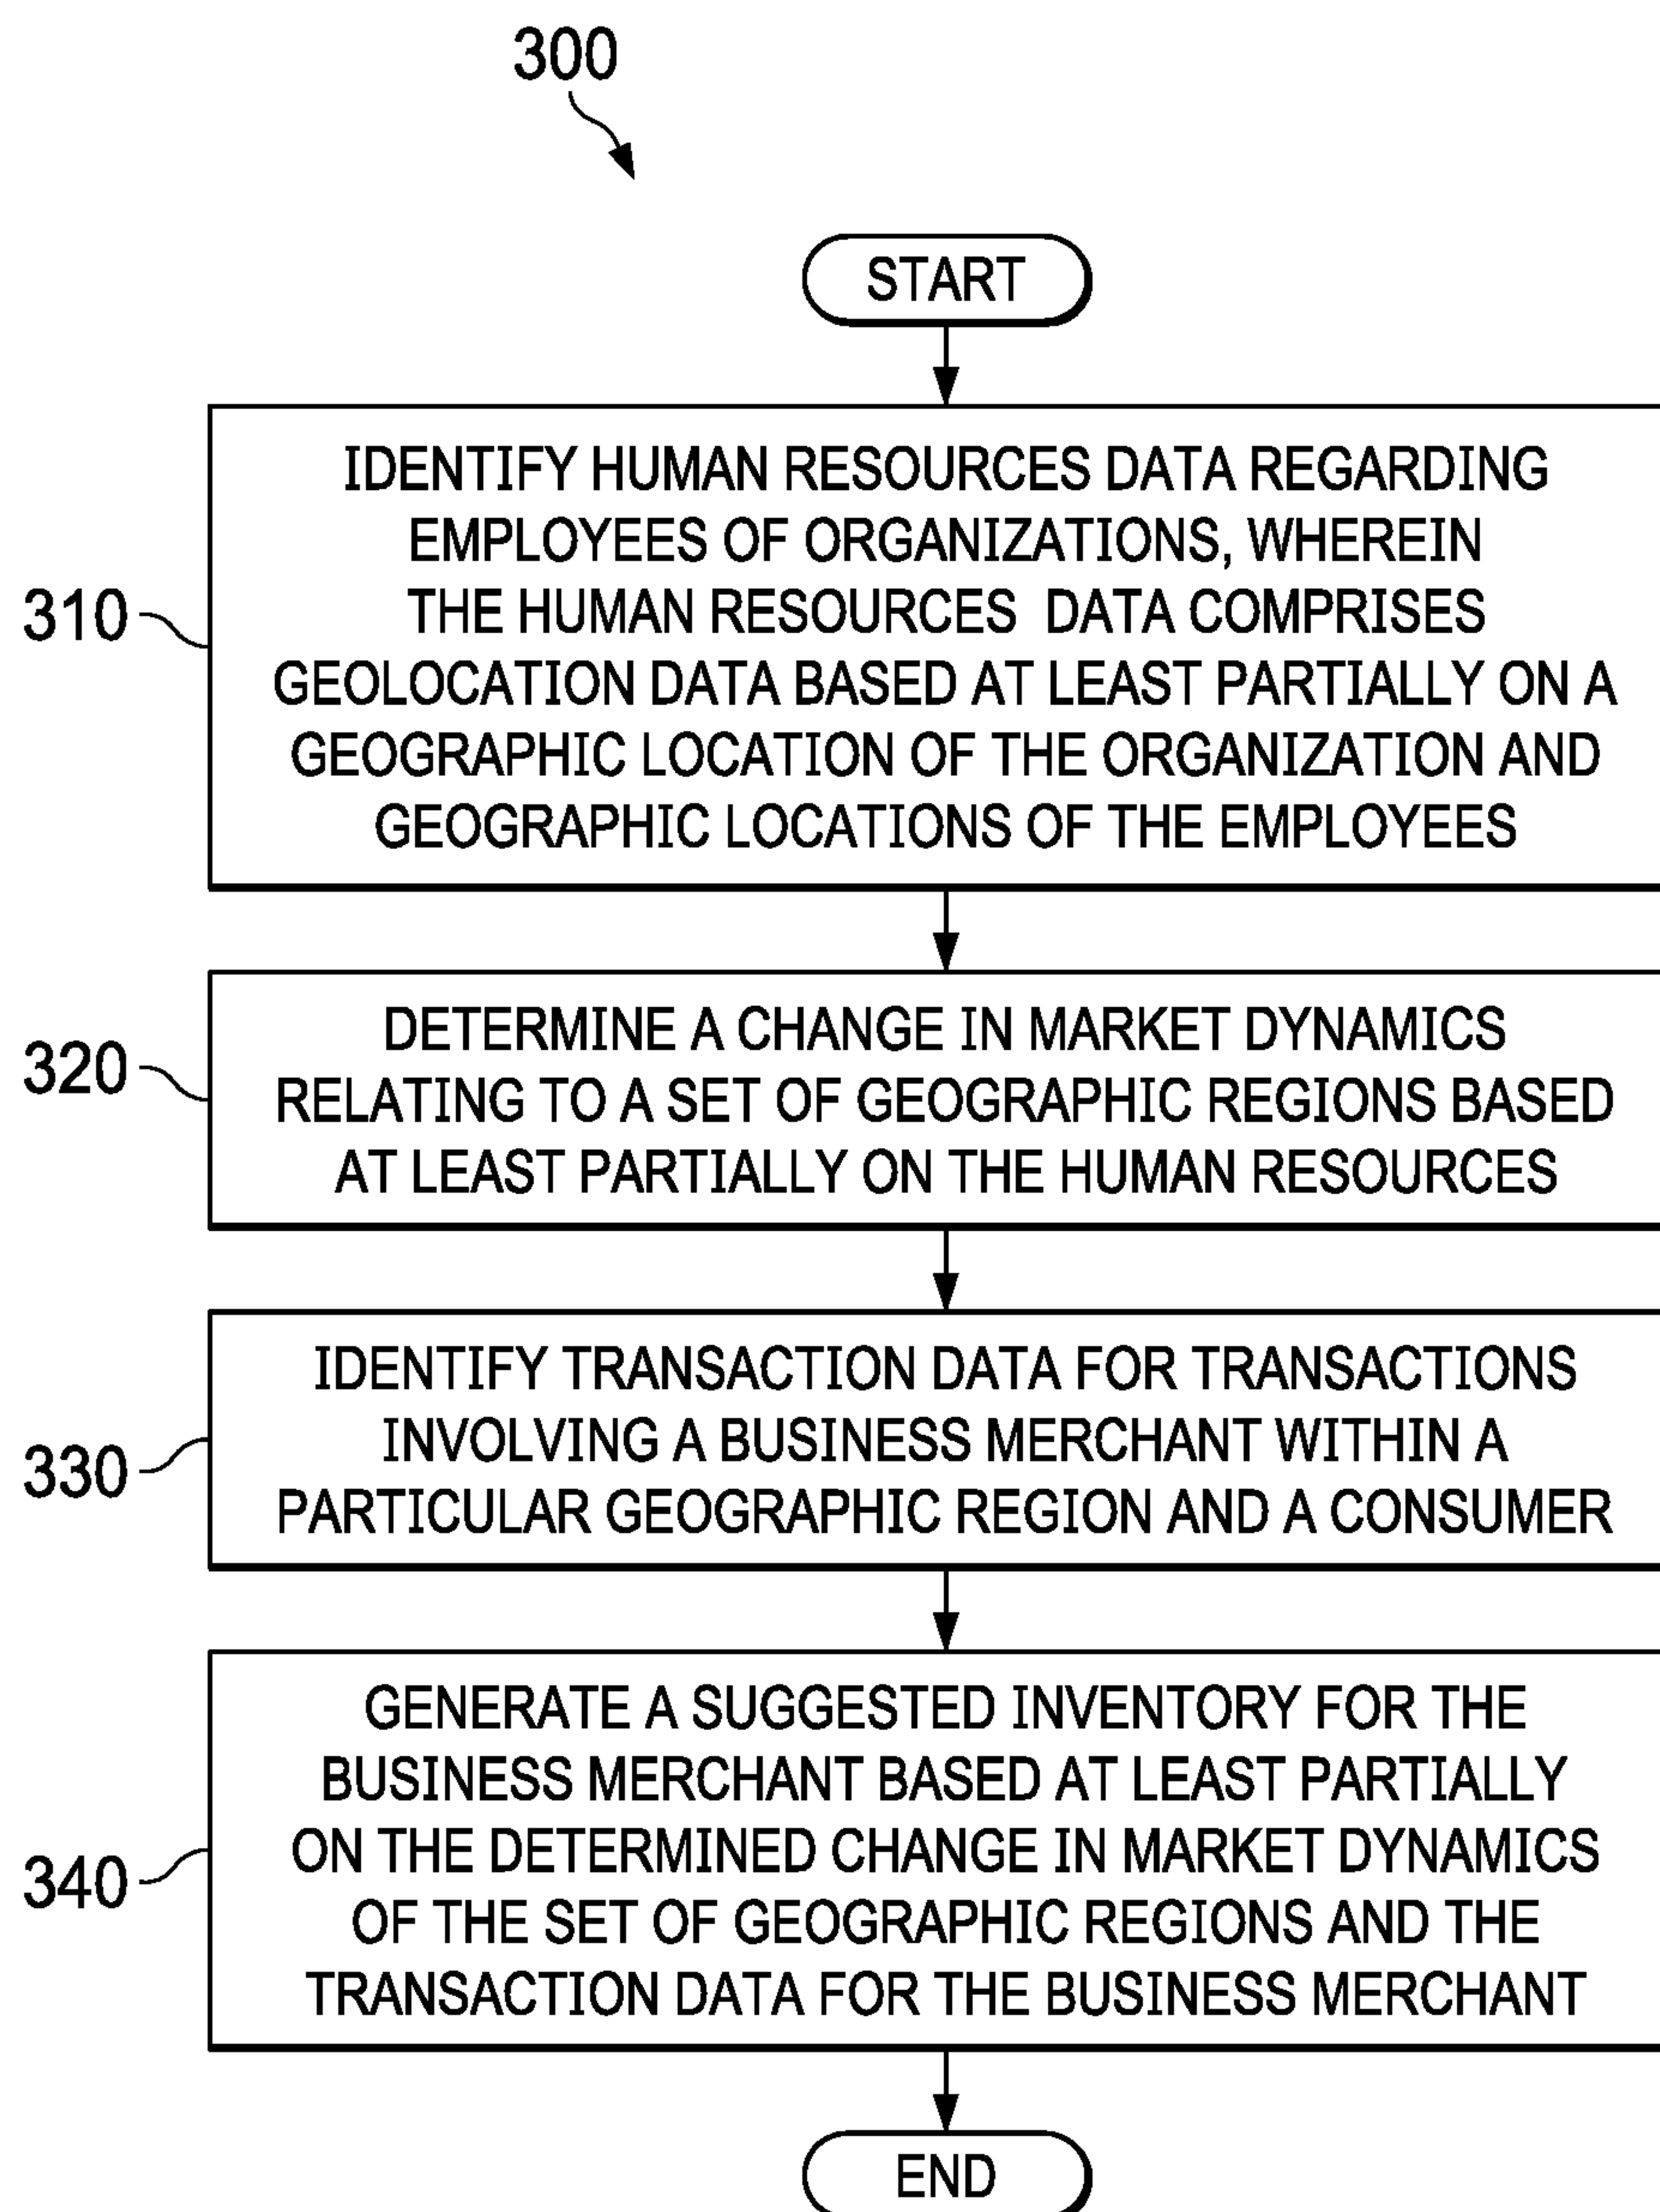 300
START
310
IDENTIFY HUMAN RESOURCES DATA REGARDING
EMPLOYEES OF ORGANIZATIONS, WHEREIN
THE HUMAN RESOURCES DATA COMPRISES
GEOLOCATION DATA BASED AT LEAST PARTIALLY ON A
GEOGRAPHIC LOCATION OF THE ORGANIZATION AND
GEOGRAPHIC LOCATIONS OF THE EMPLOYEES
320
DETERMINE A CHANGE IN MARKET DYNAMICS
RELATING TO A SET OF GEOGRAPHIC REGIONS BASED
AT LEAST PARTIALLY ON THE HUMAN RESOURCES
330
IDENTIFY TRANSACTION DATA FOR TRANSACTIONS
INVOLVING A BUSINESS MERCHANT WITHIN A
PARTICULAR GEOGRAPHIC REGION AND A CONSUMER
340
GENERATE A SUGGESTED INVENTORY FOR THE
BUSINESS MERCHANT BASED AT LEAST PARTIALLY
ON THE DETERMINED CHANGE IN MARKET DYNAMICS
OF THE SET OF GEOGRAPHIC REGIONS AND THE
TRANSACTION DATA FOR THE BUSINESS MERCHANT
END